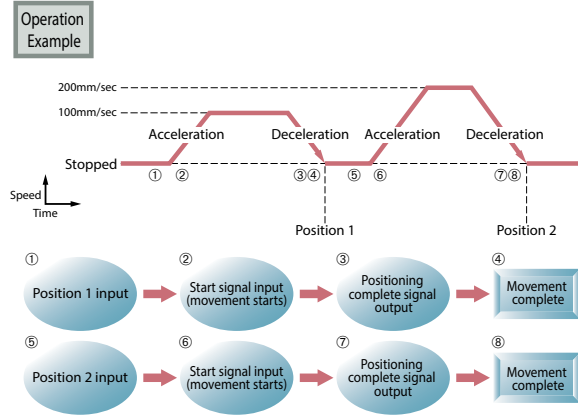 Operation
Example
200mm/sec
100mm/sec
Acceleration Deceleration Acceleration Deceleration
Stopped
① ② ③④ ⑤ ⑥ ⑦⑧
Speed
Time
Position 1 Position 2
① ② ③ ④
Position 1 input
Start signal input
(movement starts)
Positioning
complete signal
output
Movement
complete
⑤ ⑥ ⑦ ⑧
Position 2 input
Start signal input
(movement starts)
Positioning
complete signal
output
Movement
complete